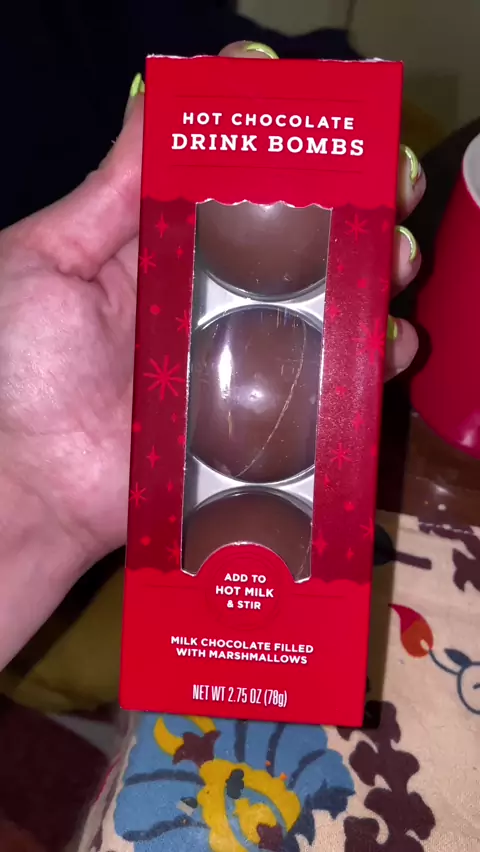 HOT CHOCOLATE
DRINK BOMBS
ADD TO
HOT MILK
& STIR
MILK CHOCOLATE FILLED
WITH MARSHMALLOWS
NET WT 2.75 OZ (78g)